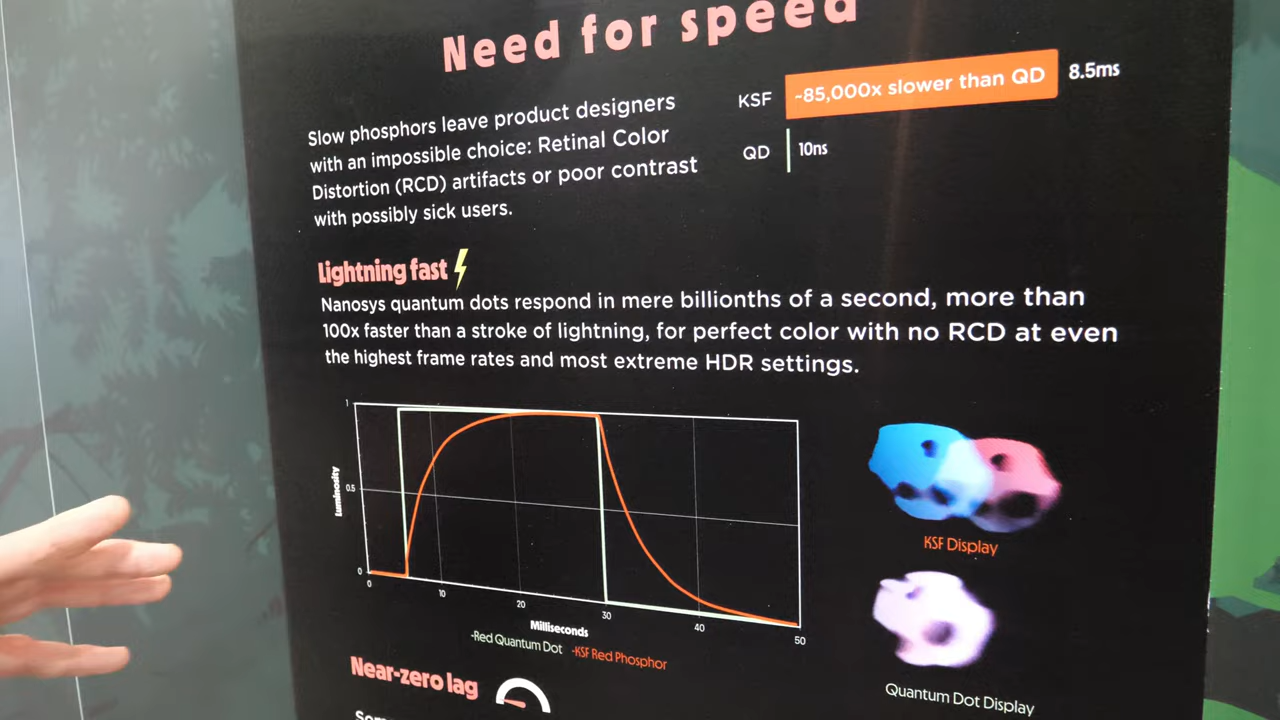 Need for speed
Slow phosphors leave product designers
with an impossible choice: Retinal Color
Distortion (RCD) artifacts or poor contrast
with possibly sick users.
KSF ~85,000x slower than QD 8.5ms
QD 10ns
Lightning fast
Nanosys quantum dots respond in mere billionths of a second, more than
100x faster than a stroke of lightning, for perfect color with no RCD at even
the highest frame rates and most extreme HDR settings.
1
0.5
0
Luminosity
0 10 20 30 40 50
Milliseconds
-Red Quantum Dot -KSF Red Phosphor
KSF Display
Quantum Dot Display
Near-zero lag